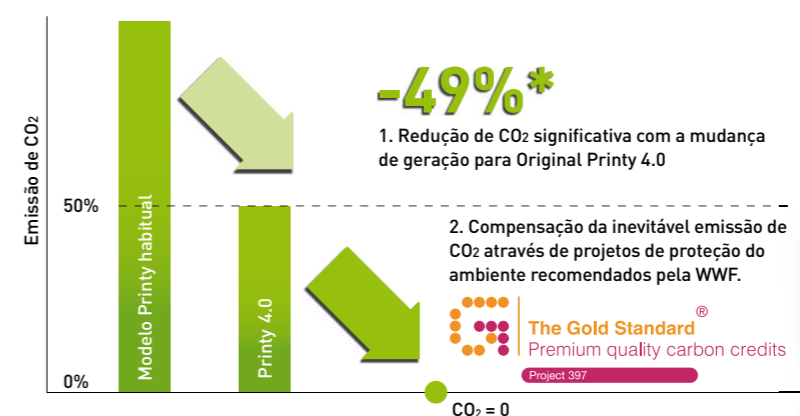 Emissão de CO2
50%
0%
Modelo Printy habitual
Printy 4.0
-49%*
1. Redução de CO2 significativa com a mudança
de geração para Original Printy 4.0
2. Compensação da inevitável emissão de
CO2 através de projetos de proteção do
ambiente recomendados pela WWF.
The Gold Standard®
Premium quality carbon credits
Project 397
CO2 = 0